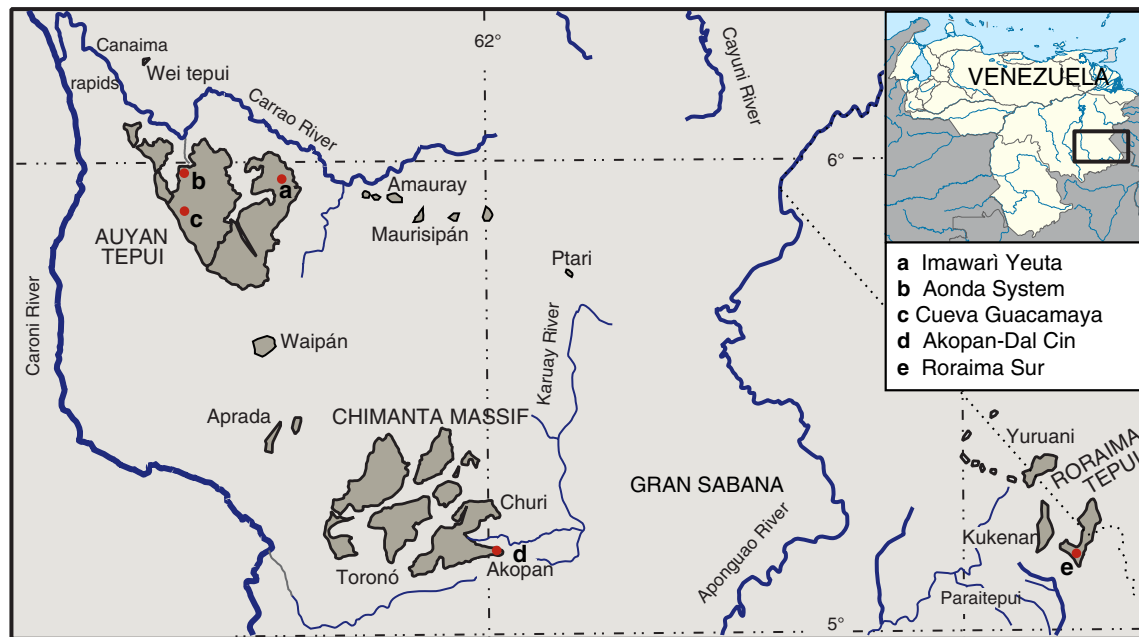 Canaima
rapids
Wei tepui
62°
Carrao River
Cayuni River
VENEZUELA
6°
b
a
c
Amauray
Maurisipán
AUYAN
TEPUI
Ptari
Caroni River
Waipán
Karuay River
a Imawarì Yeuta
b Aonda System
c Cueva Guacamaya
d Akopan-Dal Cin
e Roraima Sur
Aprada
CHIMANTA MASSIF
Yuruani
RORAIMA
TEPUI
GRAN SABANA
Churi
Kukenan
d
Akopan
Toronó
Aponguao River
e
Paraitepui
5°